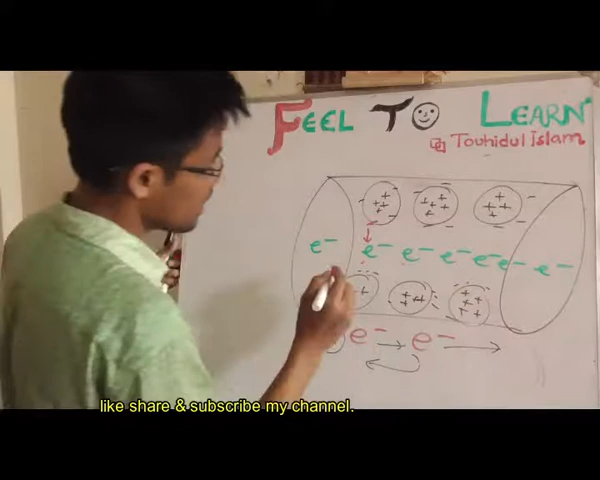 FEEL TO LEARN
Touhidul Islam
e- e- e- e- e- e- e-
e- → e- →
like share & subscribe my channel.